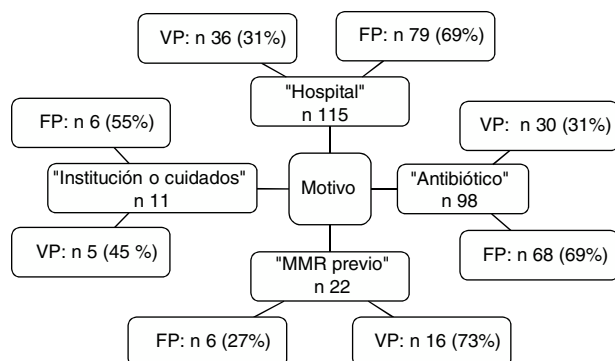 VP: n 36 (31%)
FP: n 79 (69%)
"Hospital"
n 115
FP: n 6 (55%)
VP: n 30 (31%)
"Institución o cuidados"
n 11
Motivo
"Antibiótico"
n 98
VP: n 5 (45 %)
"MMR previo"
n 22
FP: n 68 (69%)
FP: n 6 (27%)
VP: n 16 (73%)